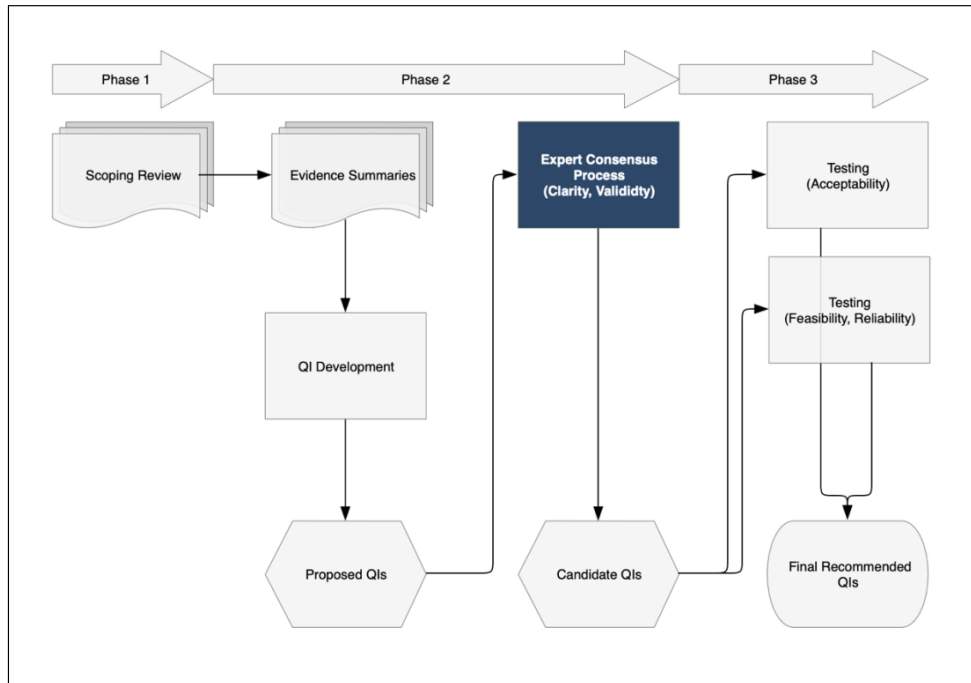 Phase 1
Phase 2
Phase 3
Scoping Review
Evidence Summaries
Expert Consensus
Process
(Clarity, Valididty)
Testing
(Acceptability)
Testing
(Feasibility, Reliability)
QI Development
Proposed QIs
Candidate QIs
Final Recommended
QIs